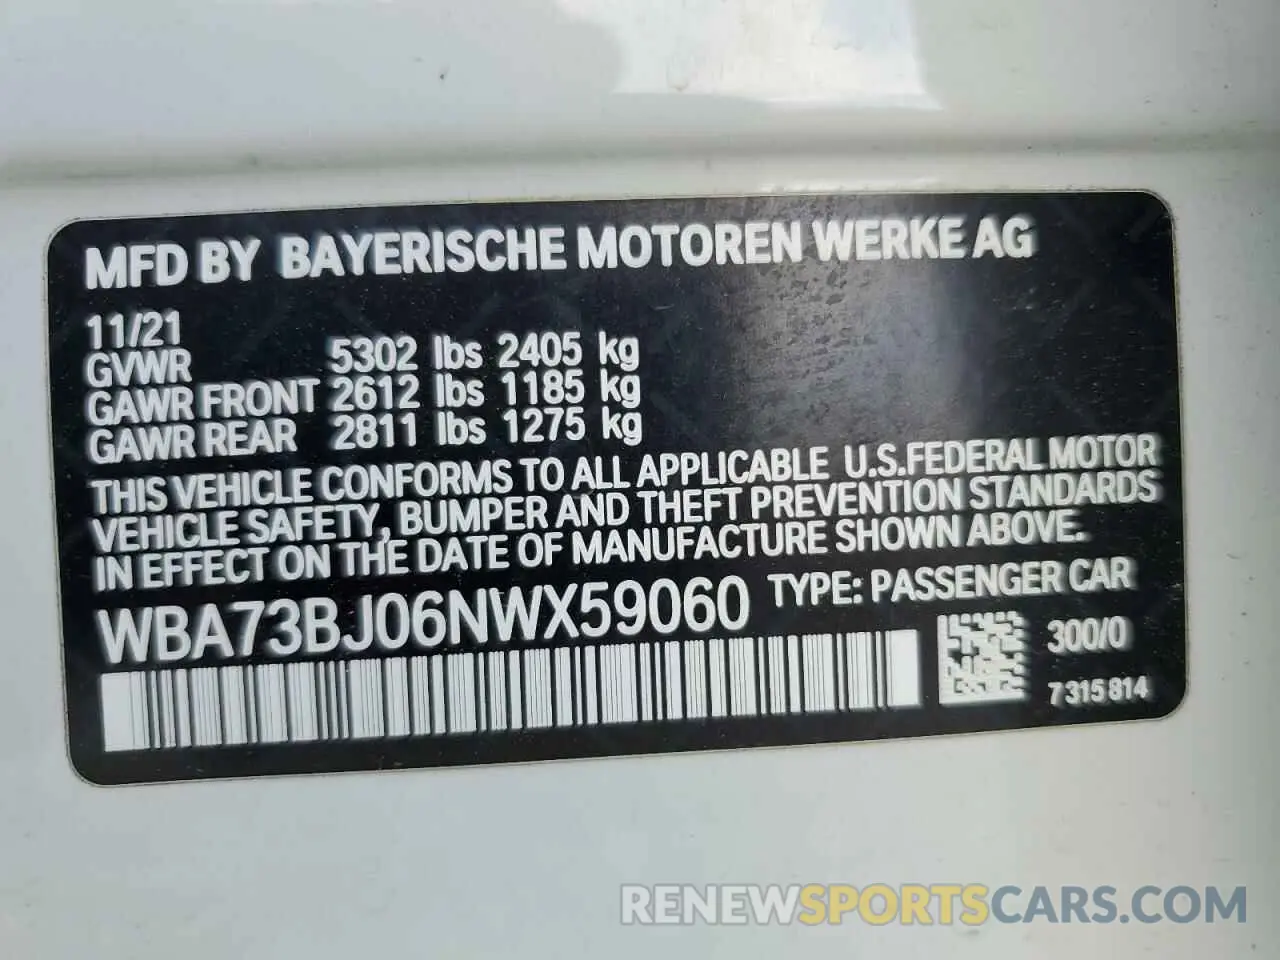 MFD BY BAYERISCHE MOTOREN WERKE AG
11/21
GVWR 5302 lbs 2405 kg
GAWR FRONT 2612 lbs 1185 kg
GAWR REAR 2811 lbs 1275 kg
THIS VEHICLE CONFORMS TO ALL APPLICABLE U.S.FEDERAL MOTOR
VEHICLE SAFETY, BUMPER AND THEFT PREVENTION STANDARDS
IN EFFECT ON THE DATE OF MANUFACTURE SHOWN ABOVE.
WBA73BJ06NWX59060 TYPE: PASSENGER CAR
300/0
7315814
RENEWSPORTSCARS.COM